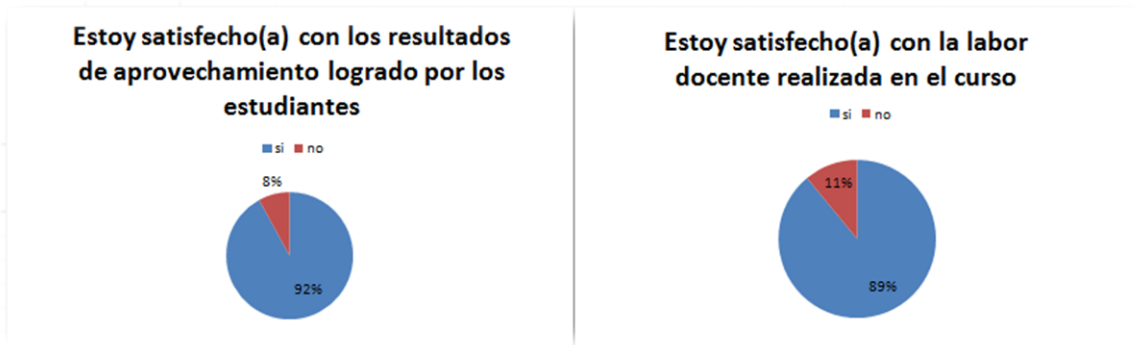 Estoy satisfecho(a) con los resultados
de aprovechamiento logrado por los
estudiantes
si no
8%
92%
Estoy satisfecho(a) con la labor
docente realizada en el curso
si no
11%
89%